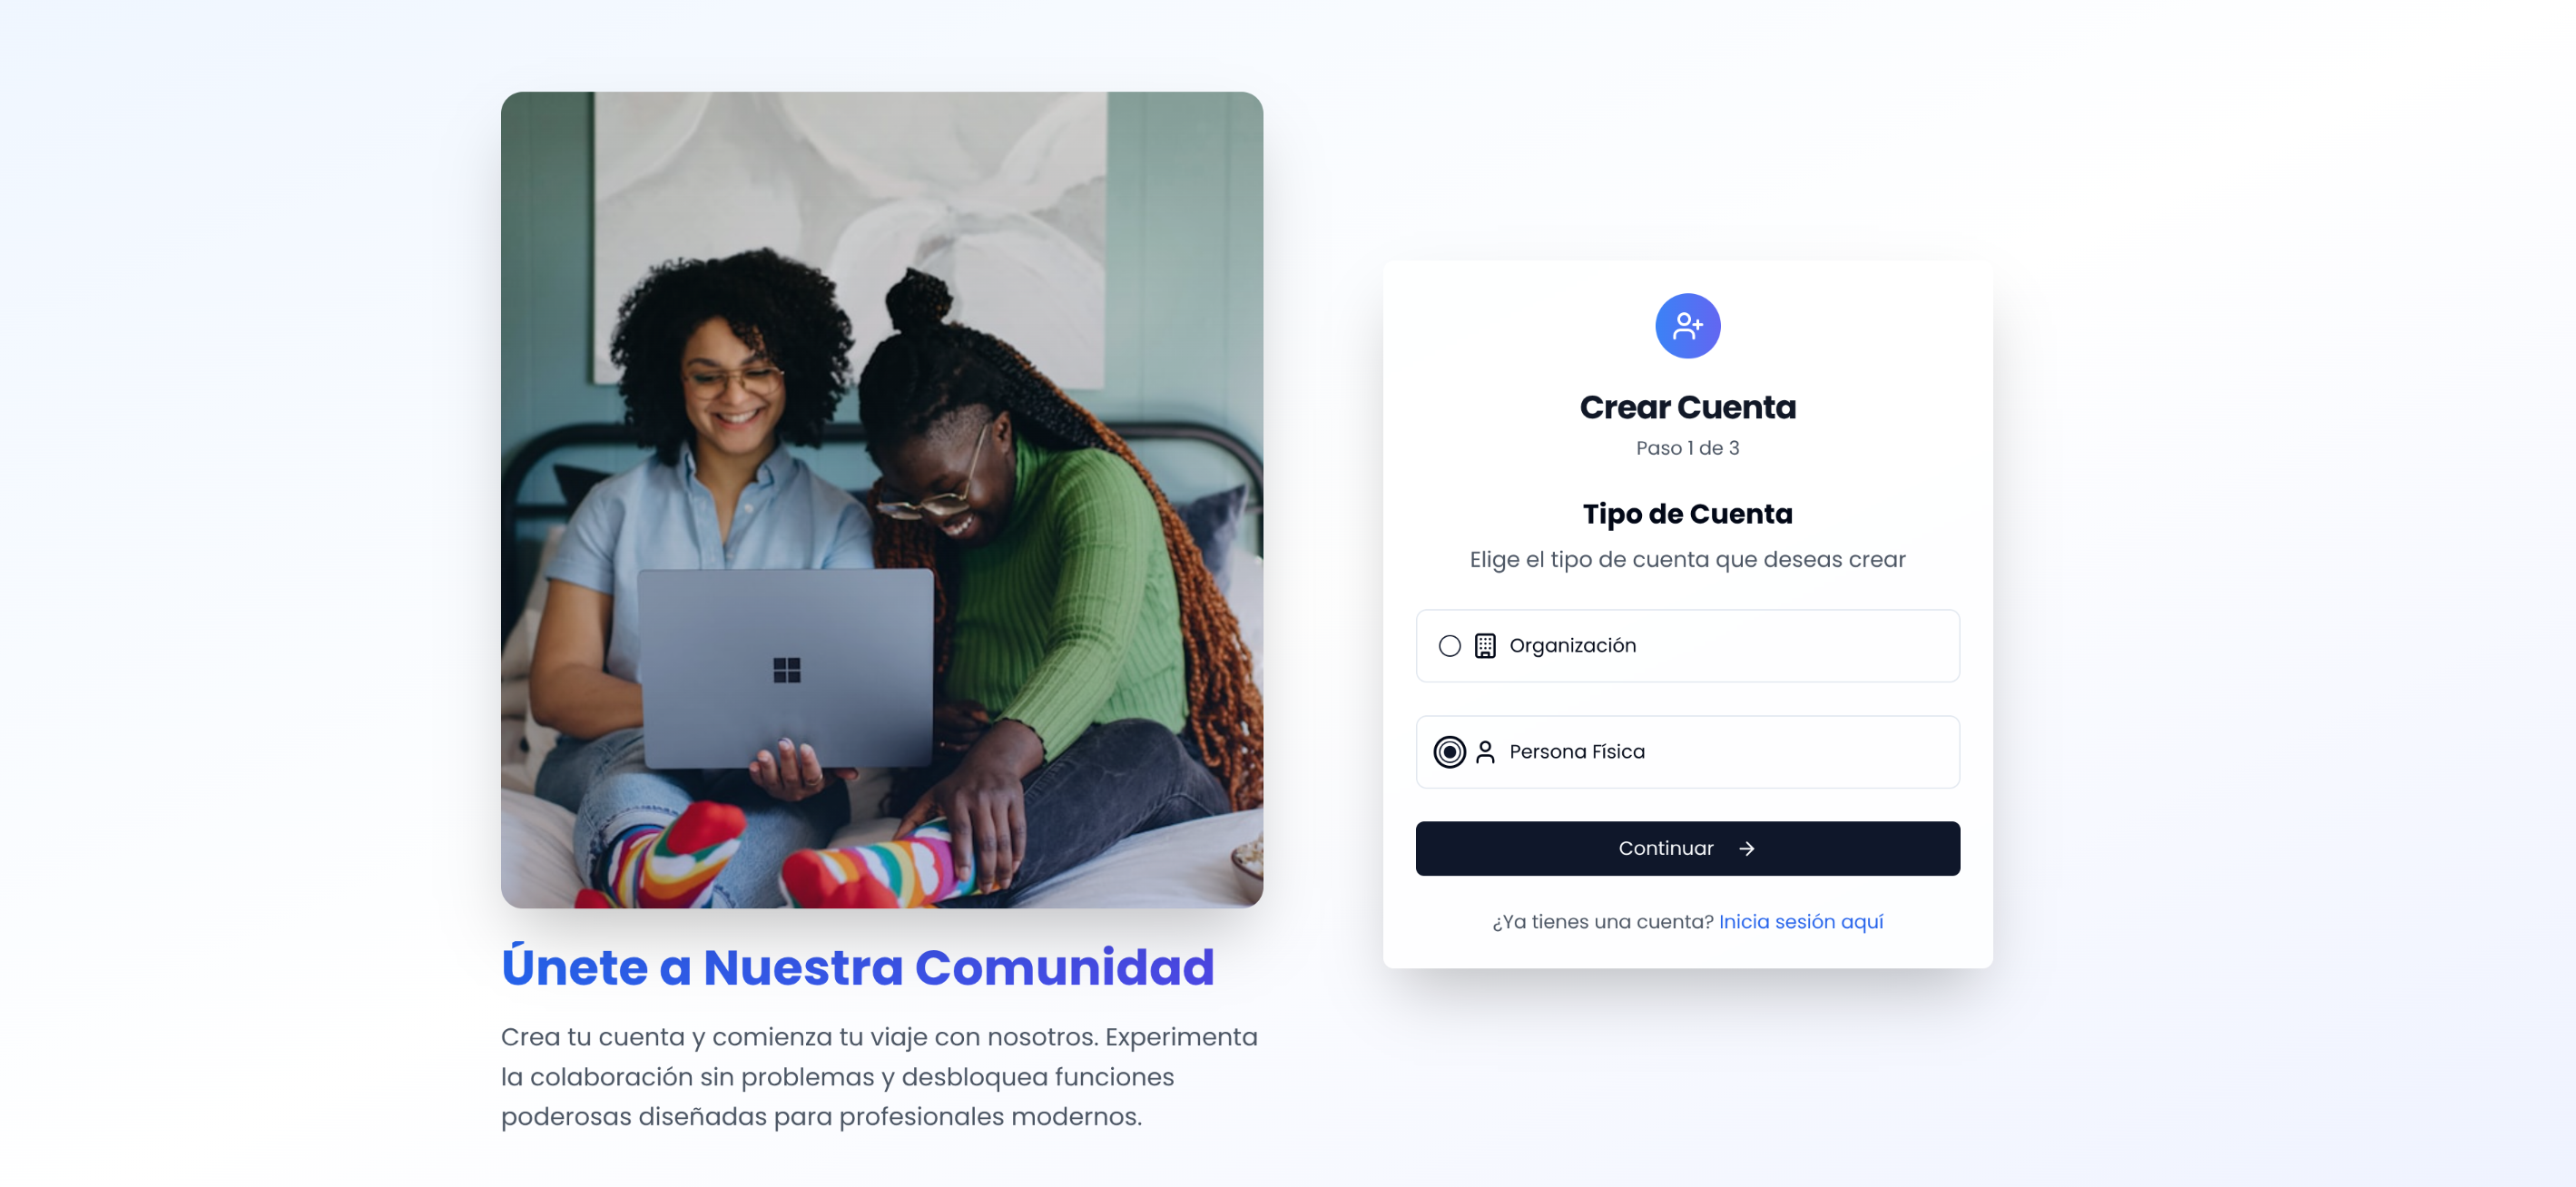 Únete a Nuestra Comunidad
Crea tu cuenta y comienza tu viaje con nosotros. Experimenta
la colaboración sin problemas y desbloquea funciones
poderosas diseñadas para profesionales modernos.
Crear Cuenta
Paso 1 de 3
Tipo de Cuenta
Elige el tipo de cuenta que deseas crear
Organización
Persona Física
Continuar
¿Ya tienes una cuenta? Inicia sesión aquí